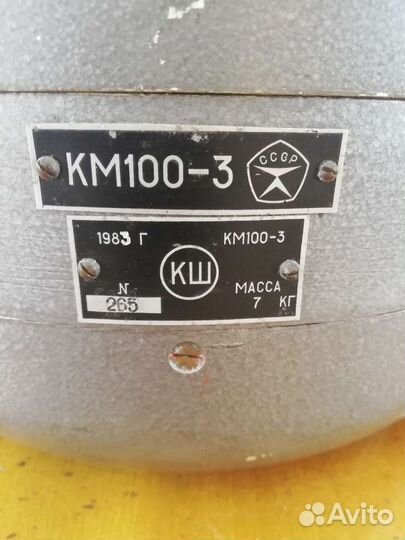 КМ100-3
СССР
1983 Г КМ100-3
КШ
N МАССА
265 7 КГ
Avito